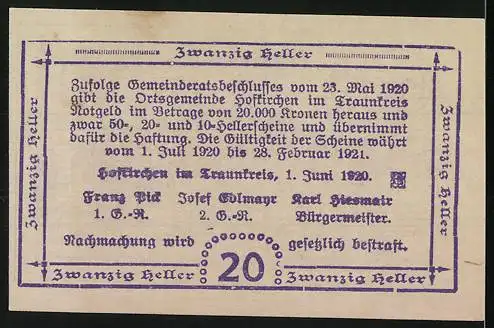 Zwanzig Heller
Zufolge Gemeinderatsbeschlusses vom 23. Mai 1920
gibt die Ortsgemeinde Hofkirchen im Traunkreis
Notgeld im Betrage von 20.000 Kronen heraus und
zwar 50-, 20- und 10-Hellerscheine und übernimmt
dafür die Haftung. Die Gültigkeit der Scheine währt
vom 1. Juli 1920 bis 28. Februar 1921.
Hofkirchen im Traunkreis, 1. Juni 1920.
Franz Pick Josef Edlmayr Karl Hiesmair
1. G.-R. 2. G.-R. Bürgermeister.
Nachmachung wird gesetzlich bestraft.
20
Zwanzig Heller Zwanzig Heller
Zwanzig Heller
Zwanzig Heller